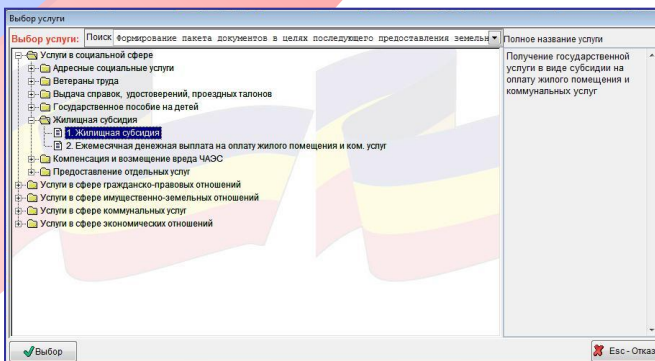 Выбор услуги
Выбор услуги: Поиск Формирование пакета документов в целях последующего предоставления земельн
Полное название услуги
Услуги в социальной сфере
Адресные социальные услуги
Ветераны труда
Выдача справок, удостоверений, проездных талонов
Государственное пособие на детей
Жилищная субсидия
1. Жилищная субсидия
2. Ежемесячная денежная выплата на оплату жилого помещения и ком. услуг
Компенсация и возмещение вреда ЧАЭС
Предоставление отдельных услуг
Услуги в сфере гражданско-правовых отношений
Услуги в сфере имущественно-земельных отношений
Услуги в сфере коммунальных услуг
Услуги в сфере экономических отношений
Получение государственной
услуги в виде субсидии на
оплату жилого помещения и
коммунальных услуг
Выбор
Esc - Отказ